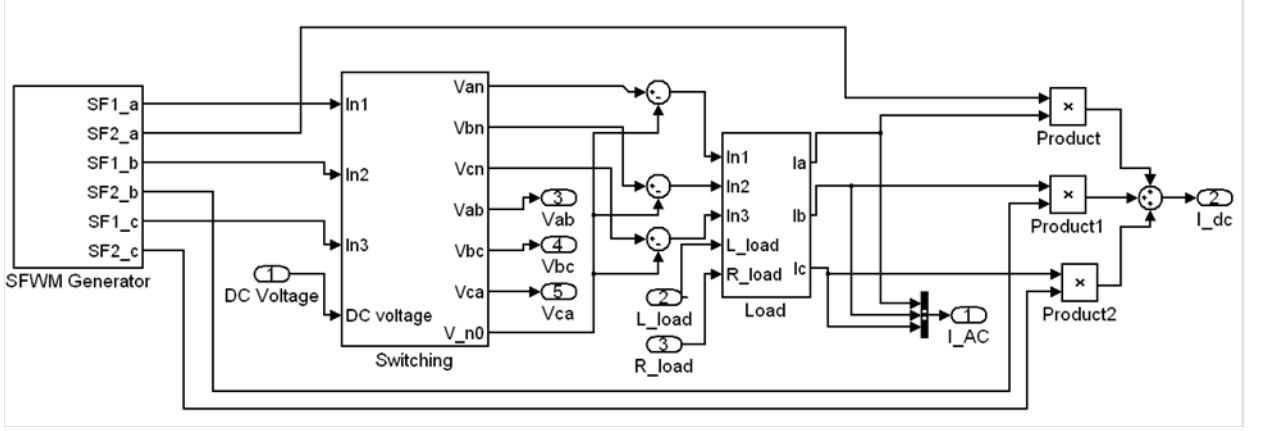 SF1_a
SF2_a
SF1_b
SF2_b
SF1_c
SF2_c
SFWM Generator
1
DC Voltage
In1
In2
In3
DC voltage
Van
Vbn
Vcn
Vab
Vbc
Vca
V_n0
Switching
3
Vab
4
Vbc
5
Vca
2
L_load
3
R_load
In1
In2
In3
L_load
R_load
Ia
Ib
Ic
Load
1
I_AC
×
Product
×
Product1
×
Product2
2
I_dc